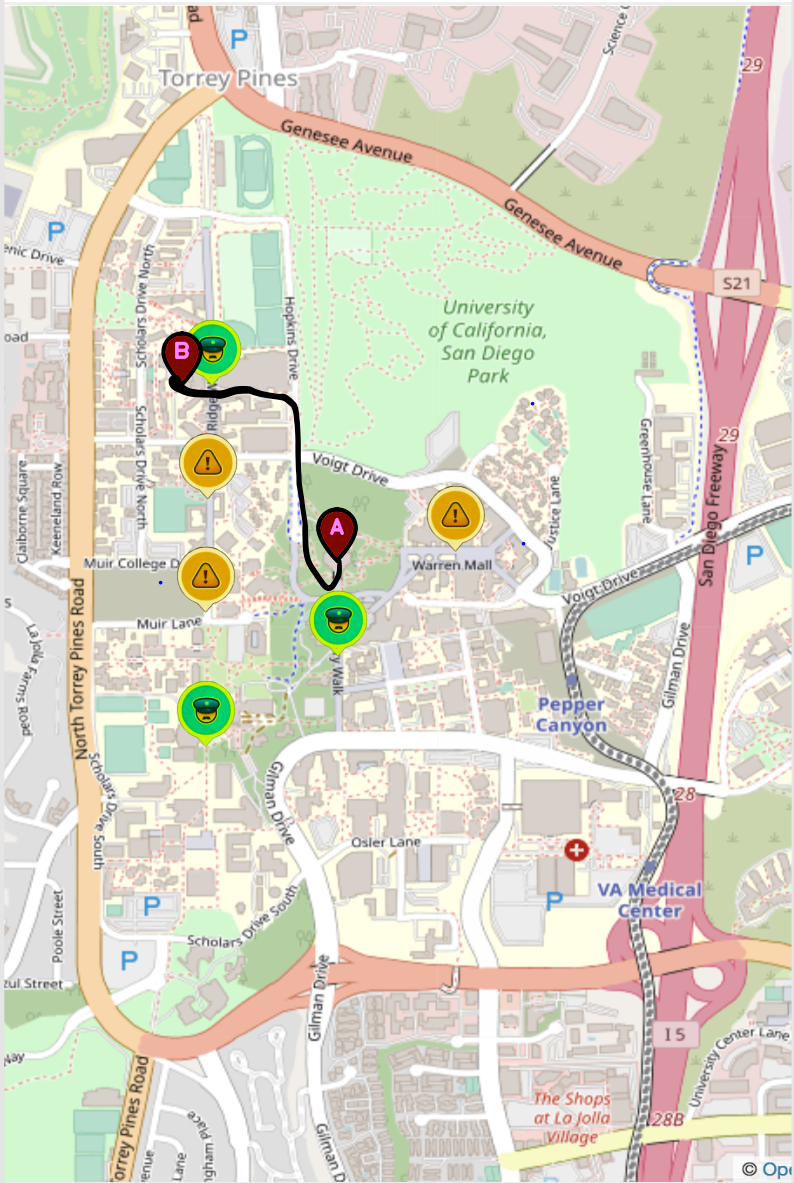 P
Science
29
Torrey Pines
Genesee Avenue
Genesee Avenue
P
enic Drive
S21
Scholars Drive North
Hopkins Drive
University
of California,
San Diego
Park
oad
B
Ridge
29
Scholars Drive North
Greenhouse Lane
San Diego Freeway
Claiborne Square
Keeneland Row
Voigt Drive
Justice Lane
!
!
A
P
Muir College D
!
Warren Mall
Voigt Drive
Muir Lane
La Jolla Farms Road
North Torrey Pines Road
y Walk
Gilman Drive
Pepper
Canyon
Scholars Drive South
Gilman Drive
28
Osler Lane
VA Medical
Center
P
P
Poole Street
Scholars Drive South
P
zul Street
Gilman Drive
I 5
University Center Lane
Torrey Pines Road
The Shops
at La Jolla
Village
28B
Gilman D
venue
Lane
ngham Place
© Ope